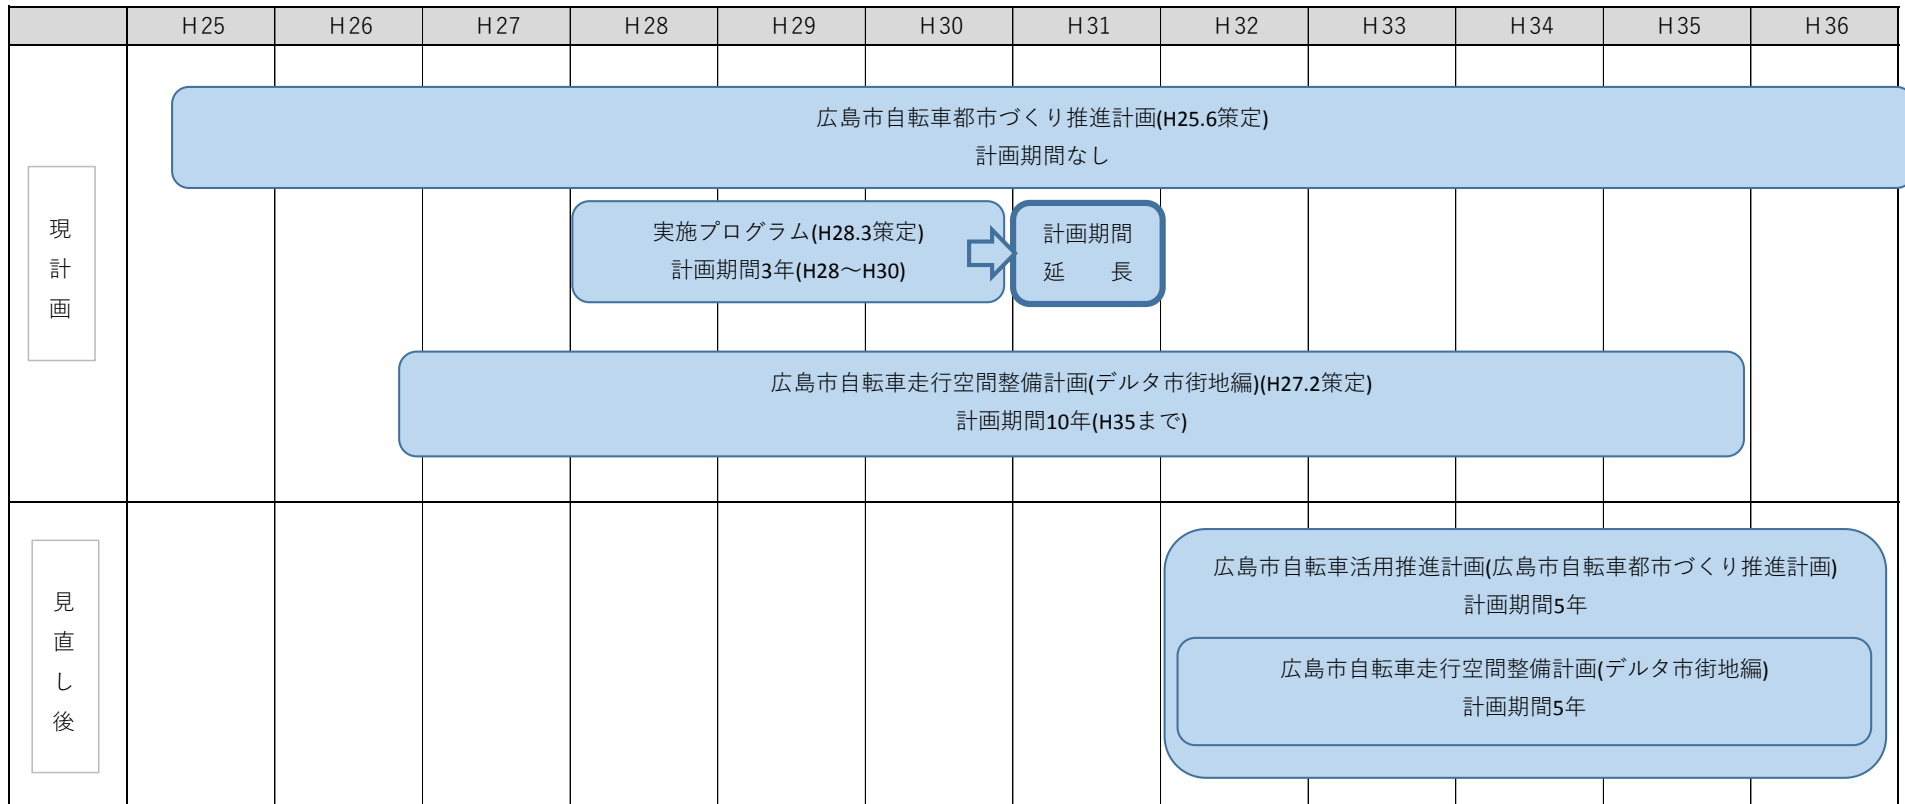 H25 H26 H27 H28 H29 H30 H31 H32 H33 H34 H35 H36
現計画
広島市自転車都市づくり推進計画(H25.6策定)
計画期間なし
実施プログラム(H28.3策定)
計画期間3年(H28～H30)
計画期間
延　　長
広島市自転車走行空間整備計画(デルタ市街地編)(H27.2策定)
計画期間10年(H35まで)
見直し後
広島市自転車活用推進計画(広島市自転車都市づくり推進計画)
計画期間5年
広島市自転車走行空間整備計画(デルタ市街地編)
計画期間5年